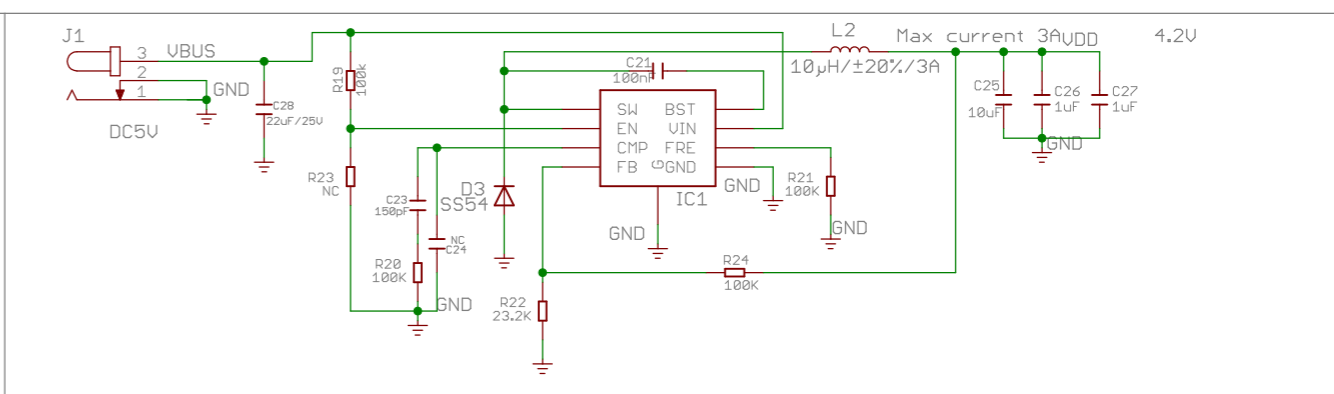 J1
3 VBUS
2
1
GND
DC5V
C28
22uF/25V
R19
100k
R23
NC
C23
150pF
R20
100K
NC
C24
GND
D3
SS54
C21
100nF
SW BST
EN VIN
CMP FRE
FB G GND
IC1
GND
GND
R21
100K
GND
R22
23.2K
R24
100K
L2
10µH/±20%/3A
Max current 3A VDD 4.2V
C25
10uF
C26
1uF
C27
1uF
GND